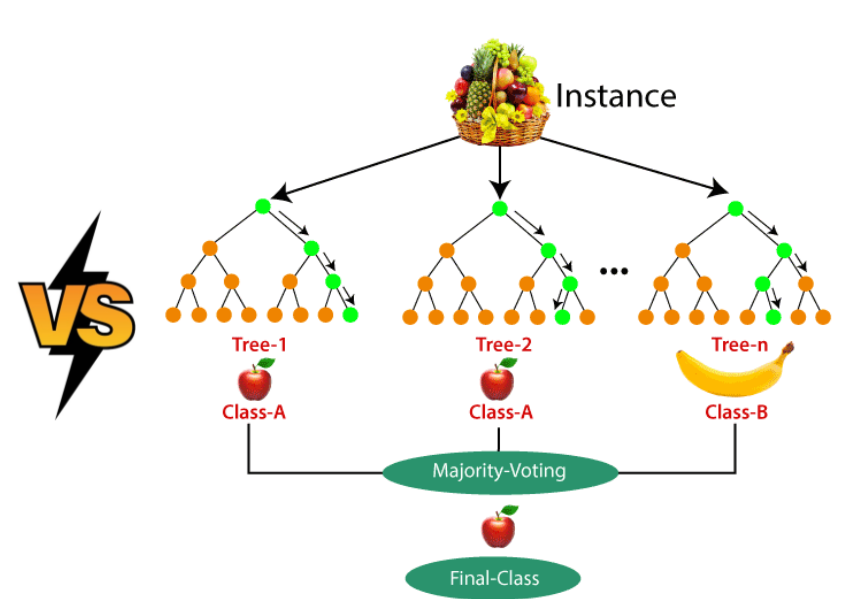 Instance
VS
...
Tree-1
Tree-2
Tree-n
Class-A
Class-A
Class-B
Majority-Voting
Final-Class